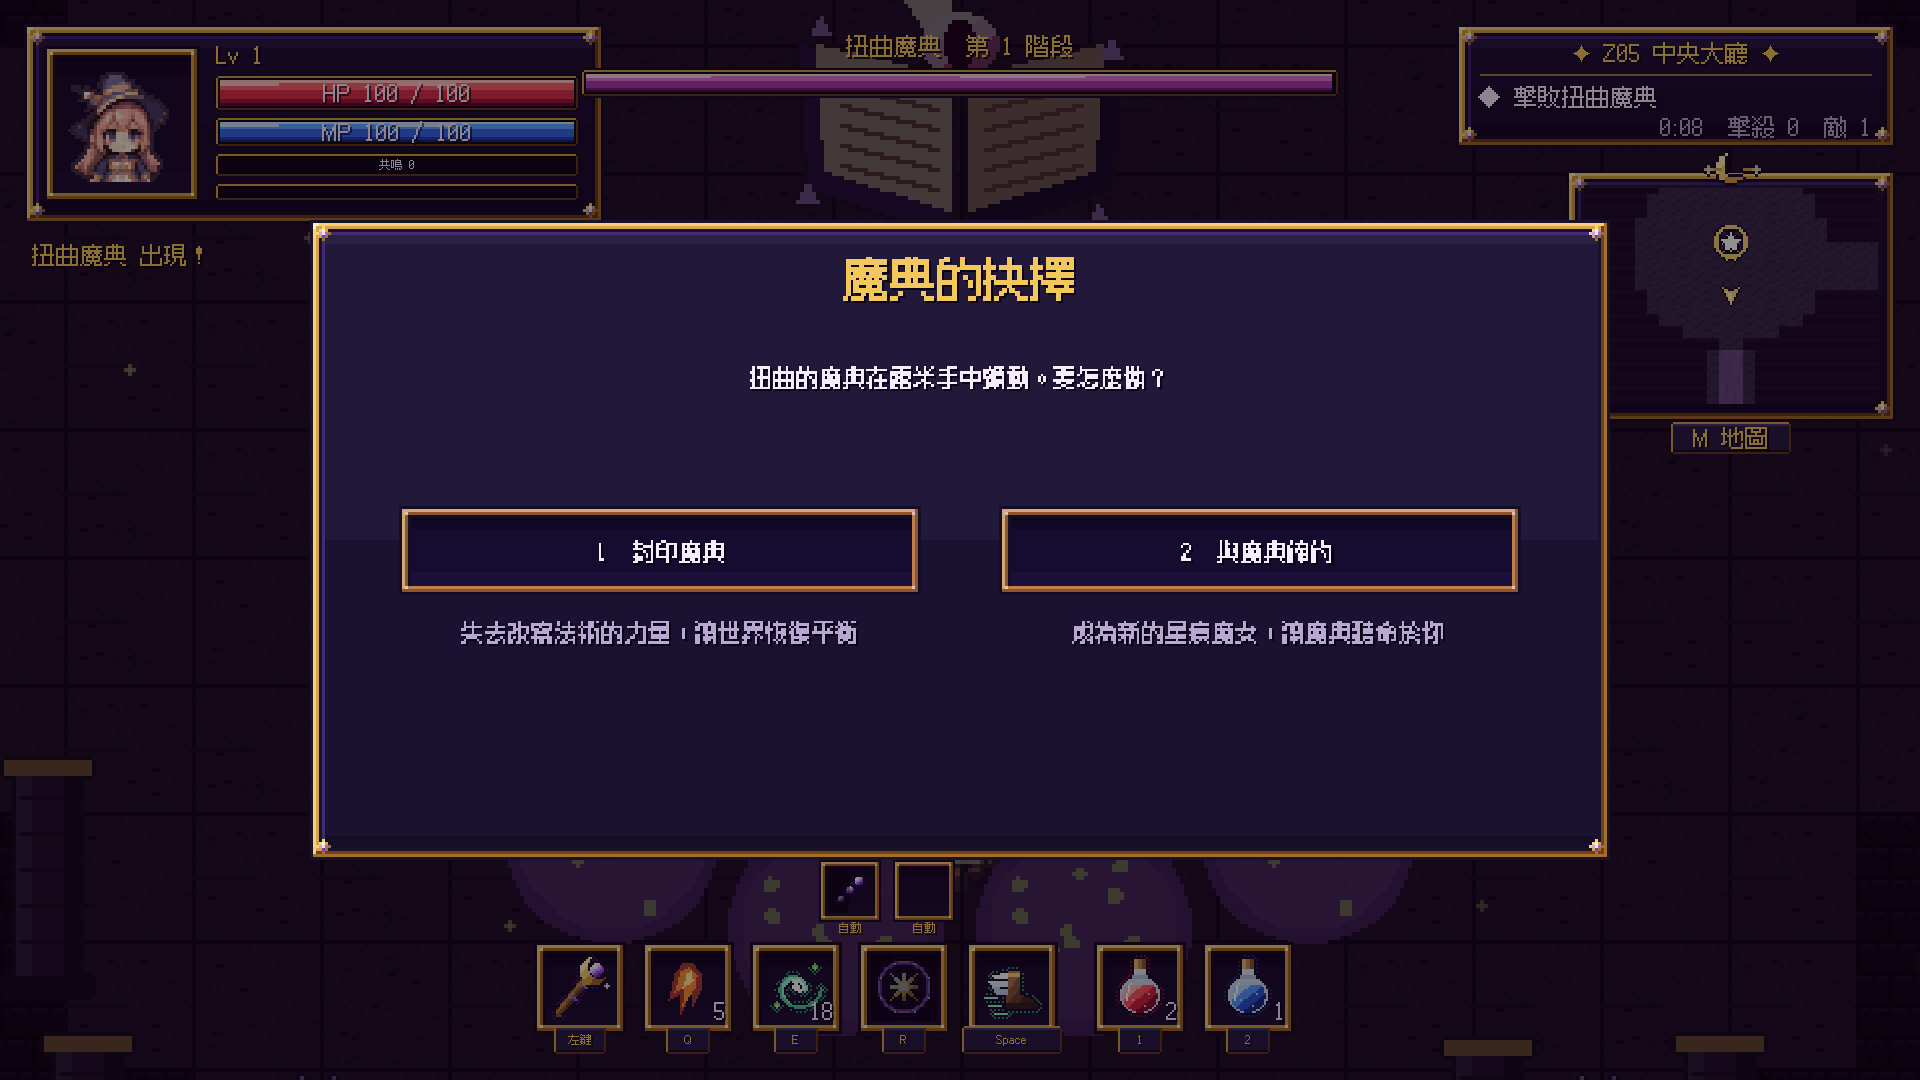 Lv 1
HP 100 / 100
MP 100 / 100
共鳴 0
扭曲魔典 第 1 階段
✦ Z05 中央大廳 ✦
◆ 擊敗扭曲魔典
0:08 擊殺 0 敵 1
M 地圖
扭曲魔典 出現！
魔典的抉擇
扭曲的魔典在露米手中顫動。要怎麼做？
1 封印魔典
失去改寫法術的力量，讓世界恢復平衡
2 與魔典締約
成為新的星痕魔女，讓魔典聽命於你
自動
自動
5
18
2
1
左鍵
Q
E
R
Space
1
2